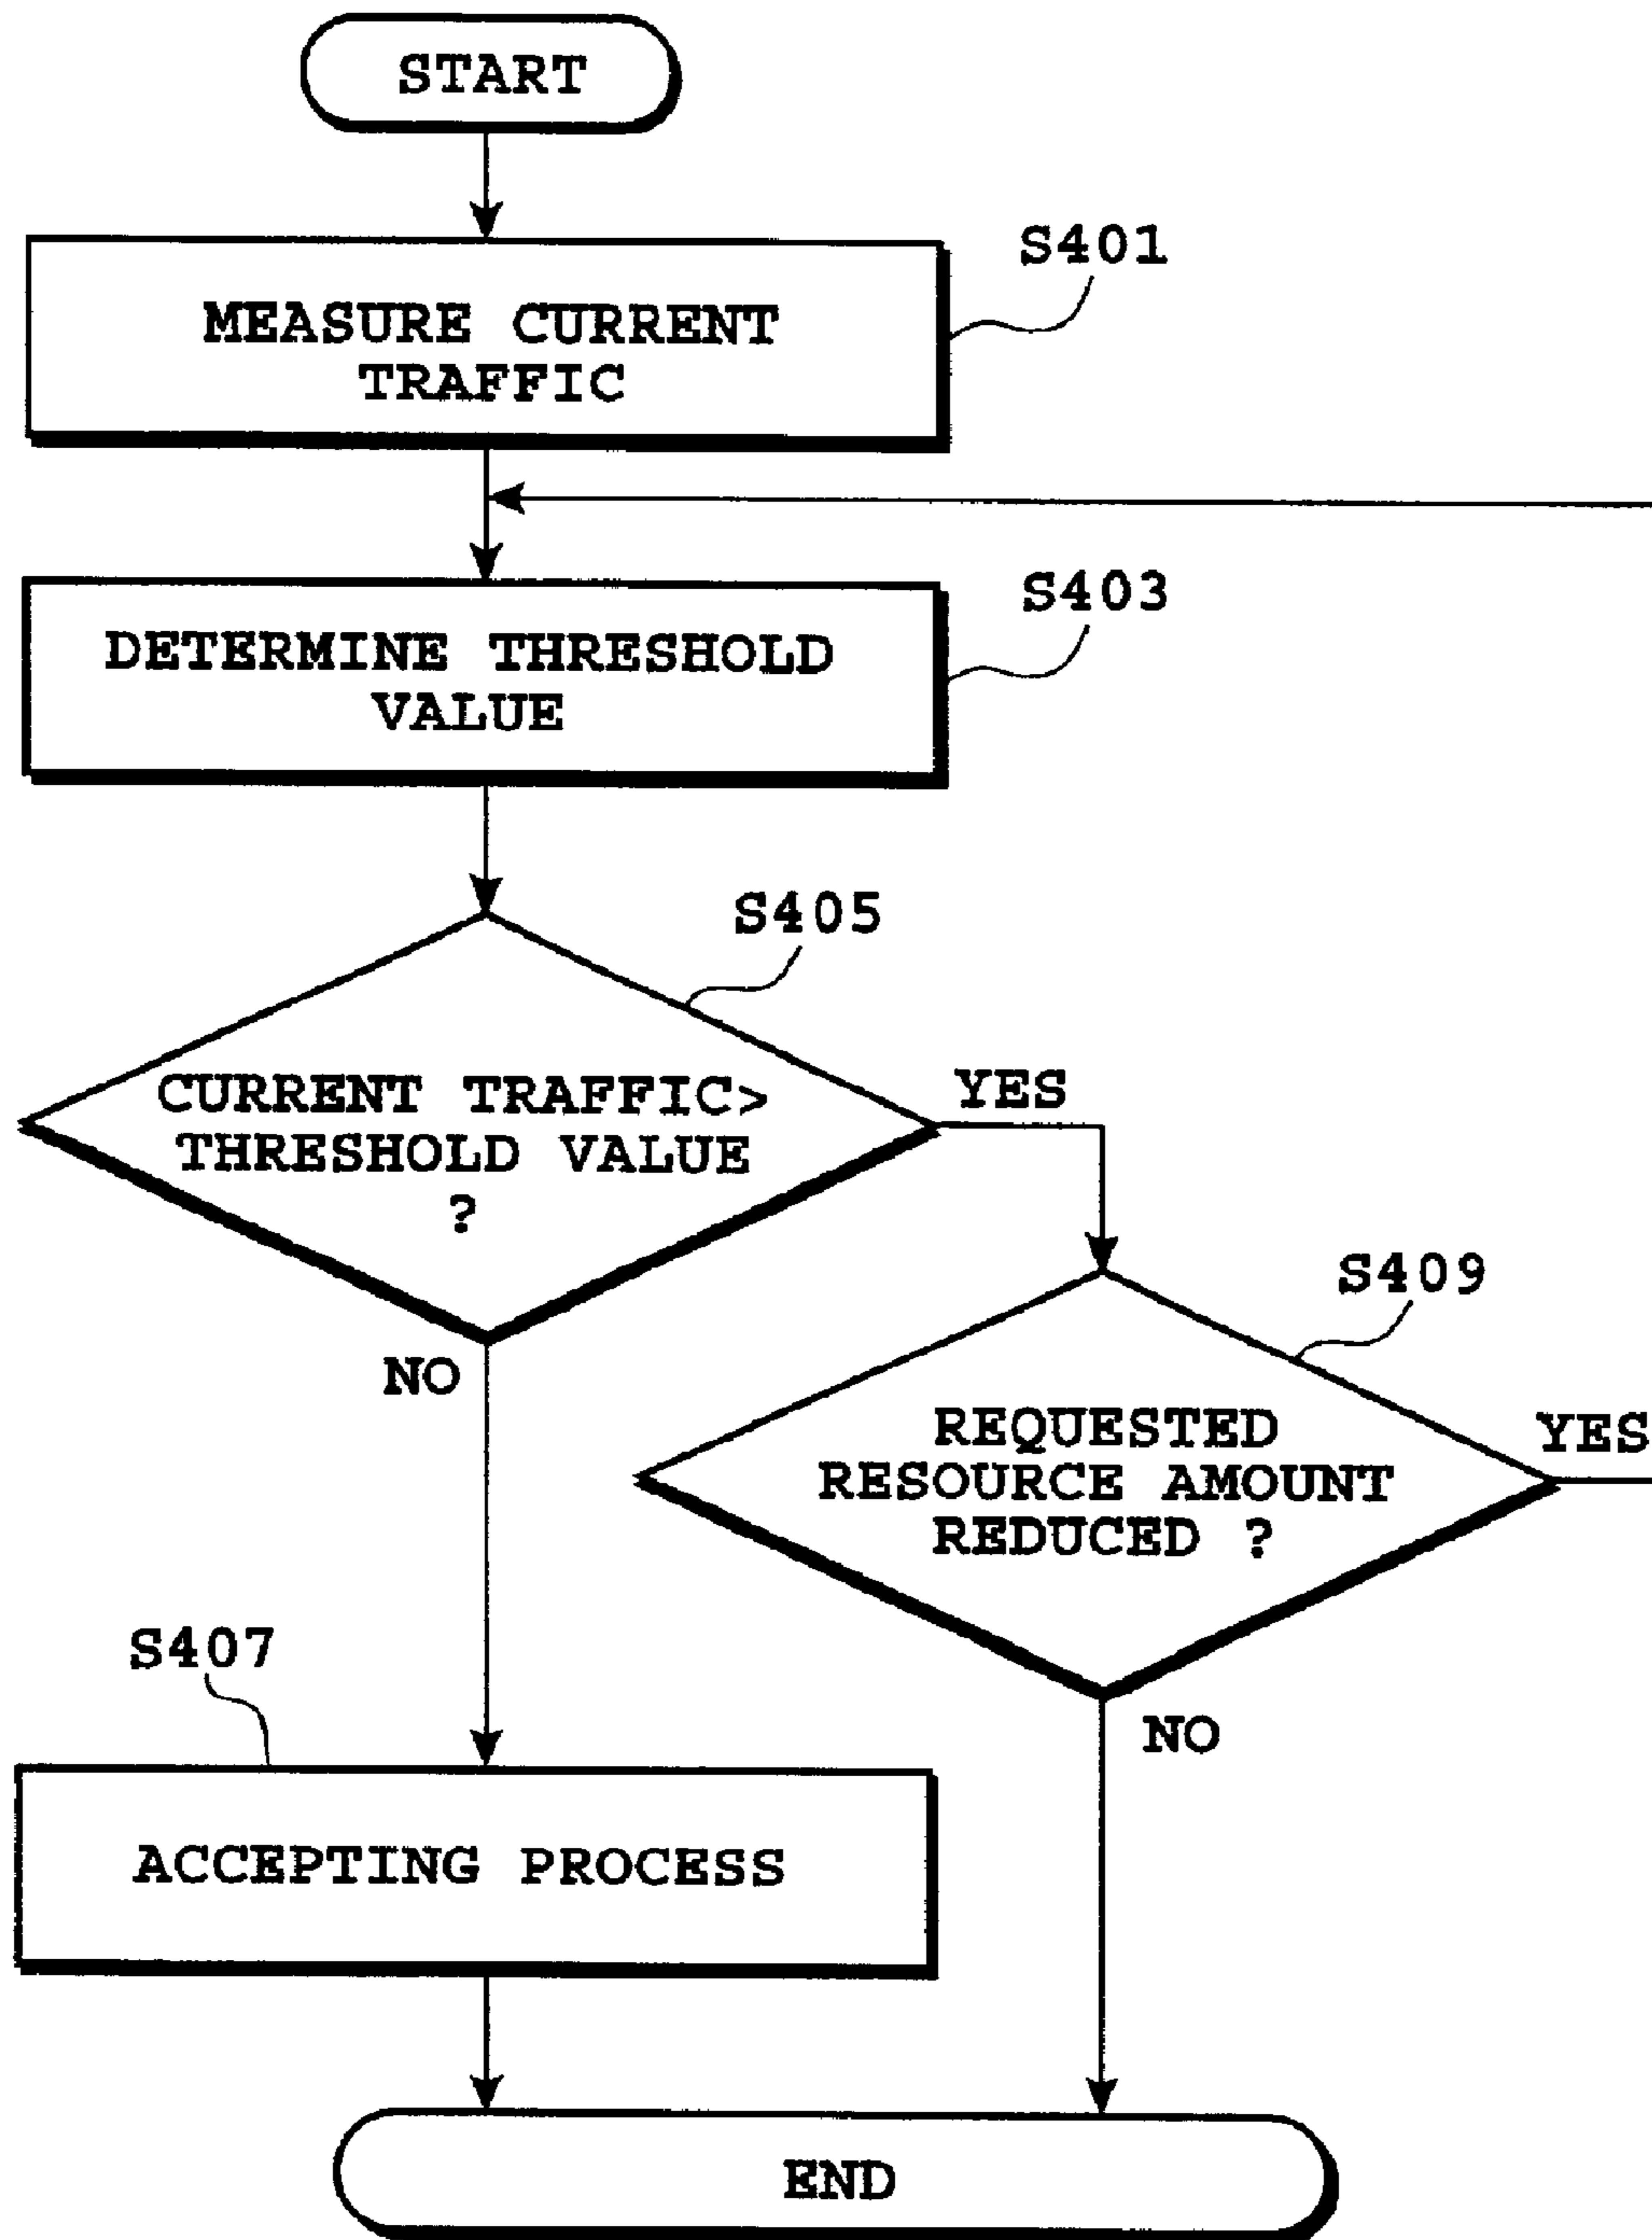 START
S401
MEASURE CURRENT
TRAFFIC
S403
DETERMINE THRESHOLD
VALUE
S405
CURRENT TRAFFIC>
THRESHOLD VALUE
?
YES
NO
S409
REQUESTED
RESOURCE AMOUNT
REDUCED ?
YES
NO
S407
ACCEPTING PROCESS
END